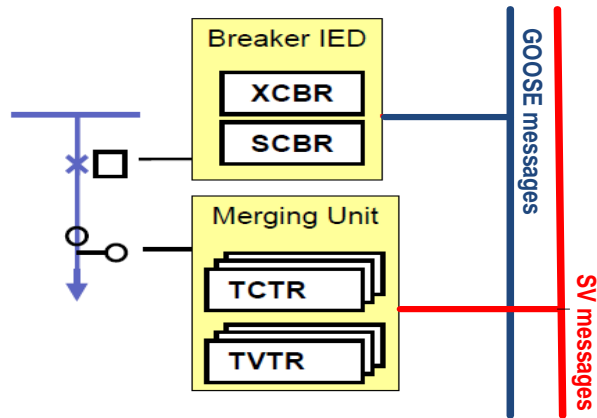 Breaker IED
XCBR
SCBR
Merging Unit
TCTR
TVTR
GOOSE messages
SV messages